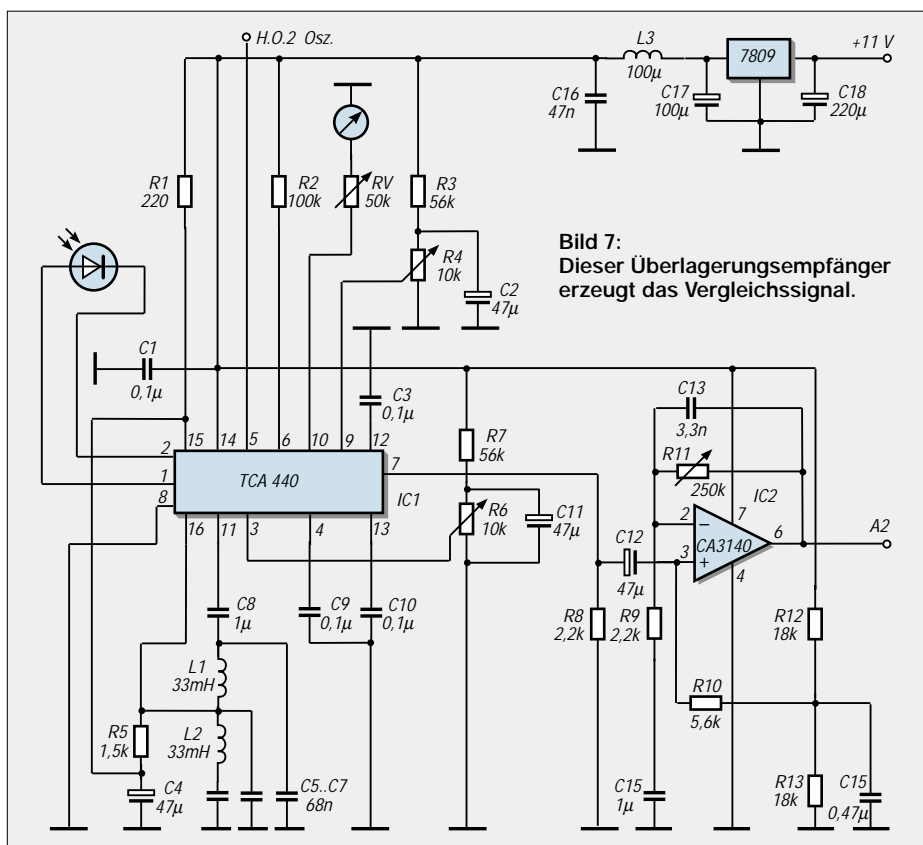 H.O.2 Osz.
L3
100µ
7809
+11 V
C16
47n
C17
100µ
C18
220µ
R1
220
R2
100k
RV
50k
R3
56k
R4
10k
C2
47µ
Bild 7:
Dieser Überlagerungsempfänger
erzeugt das Vergleichssignal.
C1
0,1µ
C3
0,1µ
C13
3,3n
R11
250k
2
1
8
15
14
5
6
10
9
12
7
TCA 440
IC1
16
11
3
4
13
R7
56k
R6
10k
C11
47µ
C12
47µ
IC2
2
3
7
6
4
CA3140
A2
C8
1µ
C9
0,1µ
C10
0,1µ
R8
2,2k
R9
2,2k
R12
18k
L1
33mH
R10
5,6k
R5
1,5k
L2
33mH
C4
47µ
C5..C7
68n
C15
1µ
R13
18k
C15
0,47µ